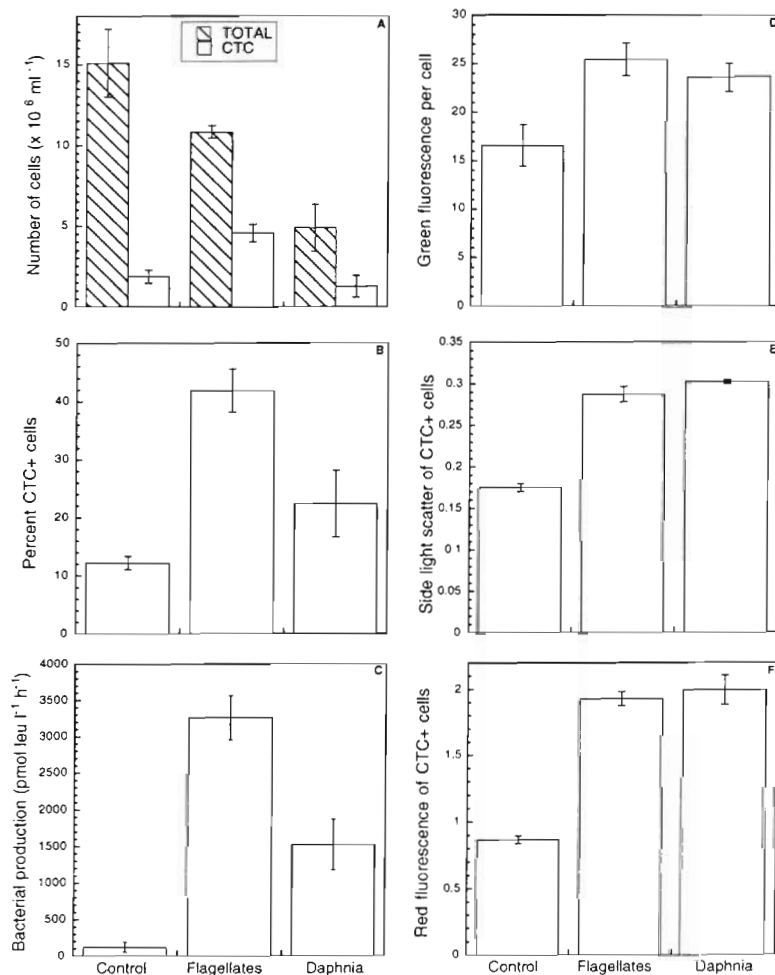 A
TOTAL
CTC
Number of cells (x 10⁶ ml⁻¹)
15
10
5
0
B
Percent CTC+ cells
50
40
30
20
10
0
C
Bacterial production (pmol leu l⁻¹ h⁻¹)
4000
3500
3000
2500
2000
1500
1000
500
0
Control Flagellates Daphnia
D
Green fluorescence per cell
30
25
20
15
10
5
0
E
Side light scatter of CTC+ cells
0.35
0.3
0.25
0.2
0.15
0.1
0.05
0
F
Red fluorescence of CTC+ cells
2
1.5
1
0.5
0
Control Flagellates Daphnia